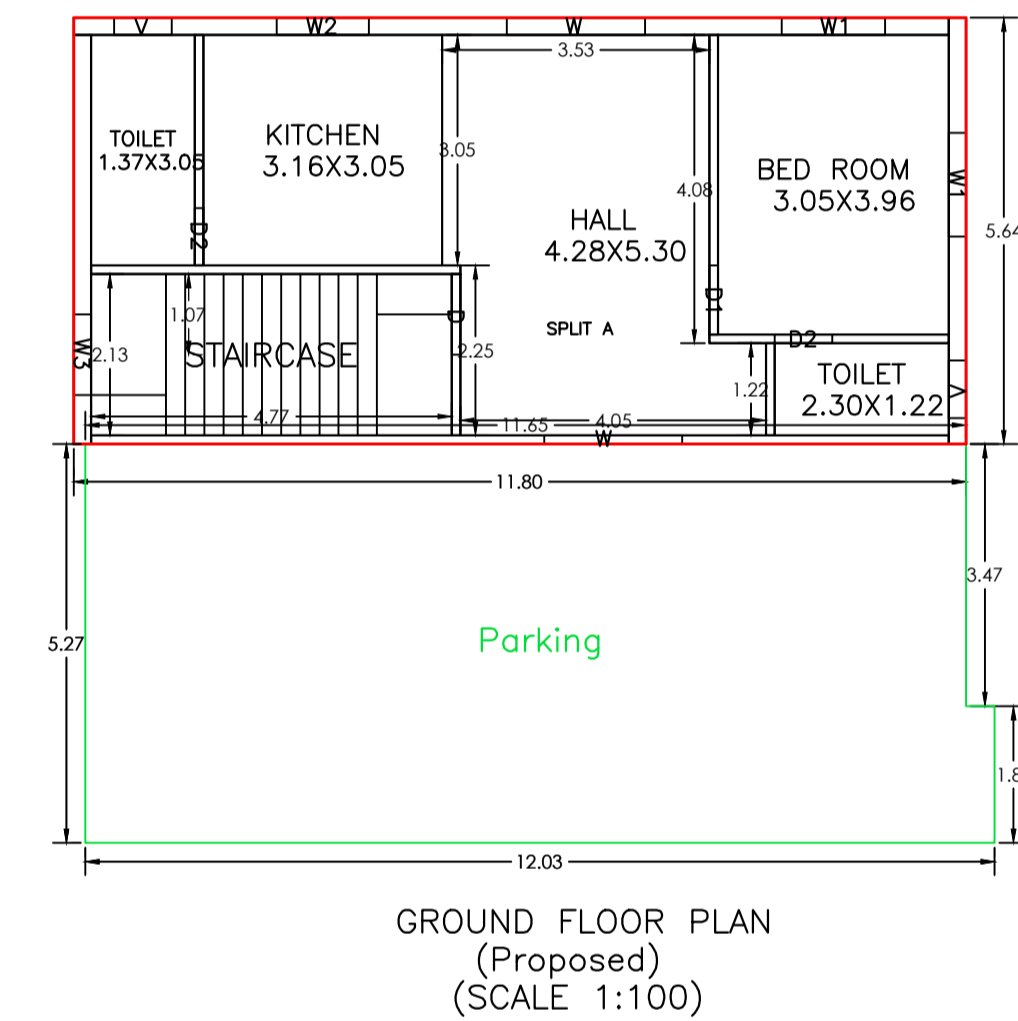 V
W2
W
W1
3.53
TOILET
1.37X3.05
KITCHEN
3.16X3.05
3.05
BED ROOM
3.05X3.96
W1
4.08
HALL
4.28X5.30
5.64
D2
D1
1.07
D
SPLIT A
D2
W3
2.13
STAIRCASE
2.25
TOILET
2.30X1.22
1.22
V
4.77
11.65
4.05
W
11.80
3.47
5.27
Parking
1.8
12.03
GROUND FLOOR PLAN
(Proposed)
(SCALE 1:100)